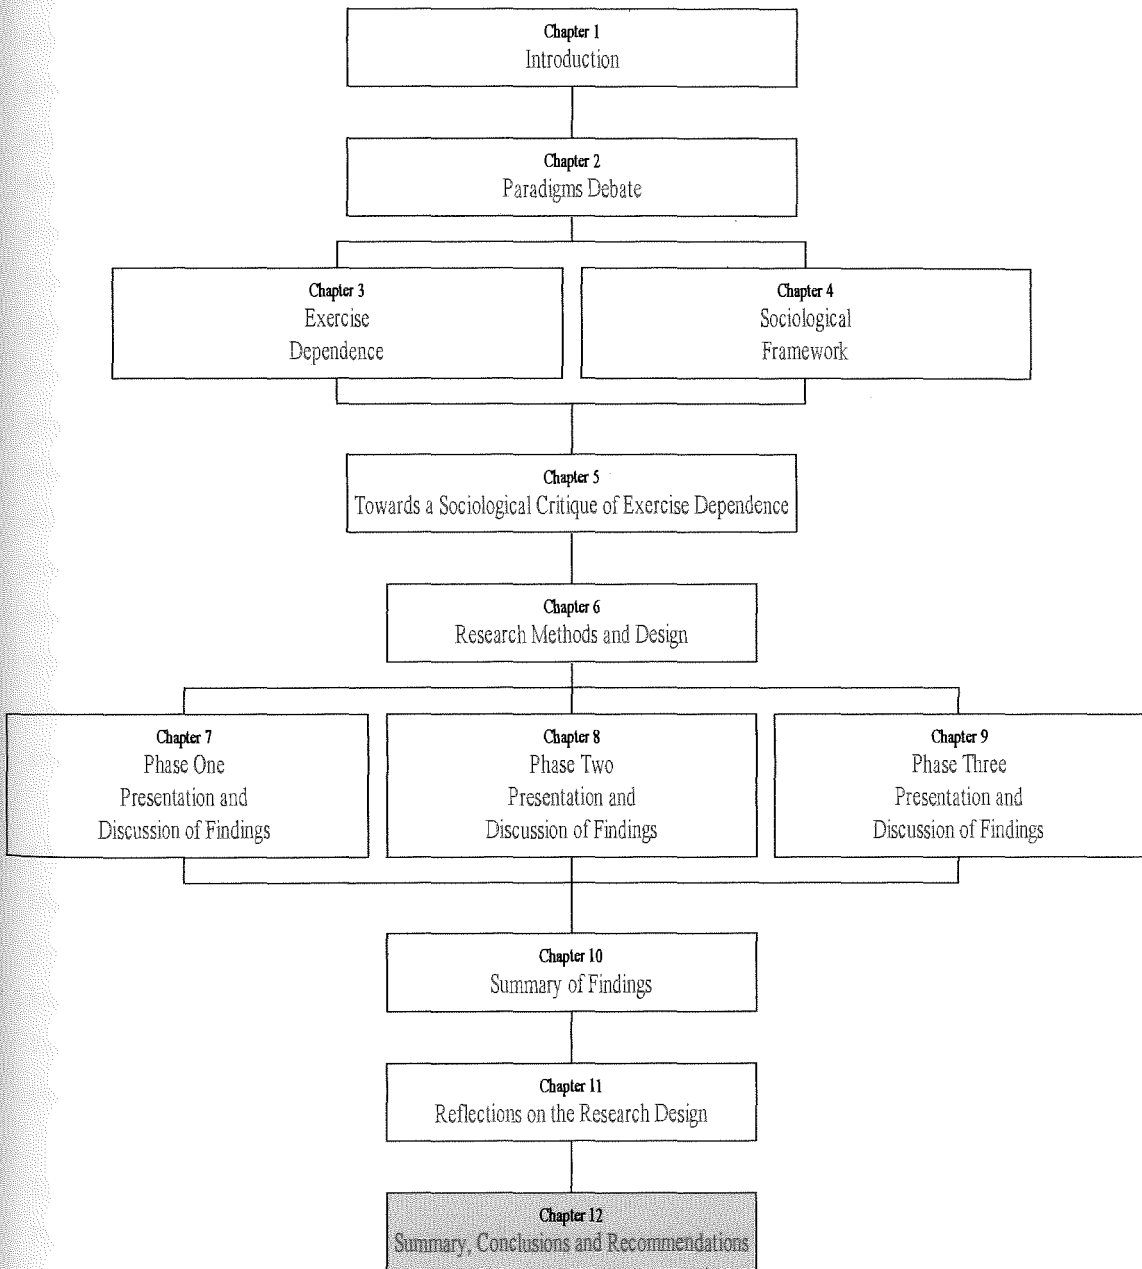 Chapter 1
Introduction
Chapter 2
Paradigms Debate
Chapter 3
Exercise
Dependence
Chapter 4
Sociological
Framework
Chapter 5
Towards a Sociological Critique of Exercise Dependence
Chapter 6
Research Methods and Design
Chapter 7
Phase One
Presentation and
Discussion of Findings
Chapter 8
Phase Two
Presentation and
Discussion of Findings
Chapter 9
Phase Three
Presentation and
Discussion of Findings
Chapter 10
Summary of Findings
Chapter 11
Reflections on the Research Design
Chapter 12
Summary, Conclusions and Recommendations